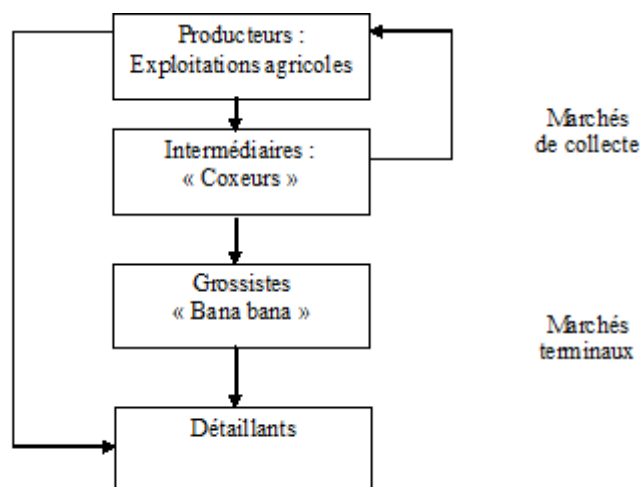 Producteurs :
Exploitations agricoles
Marchés
de collecte
Intermédiaires :
« Coxeurs »
Grossistes
« Bana bana »
Marchés
terminaux
Détaillants